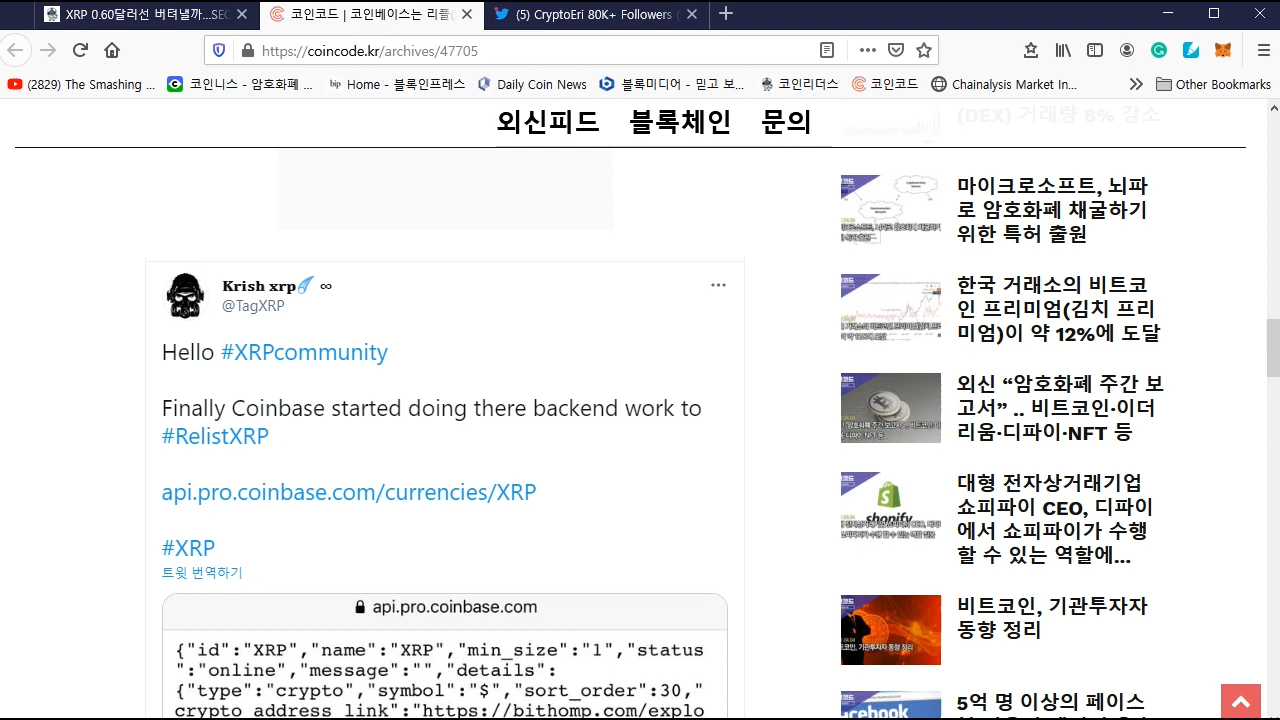 XRP 0.60달러선 버텨낼까...SEC
코인코드 | 코인베이스는 리플(
(5) CryptoEri 80K+ Followers (
https://coincode.kr/archives/47705
(2829) The Smashing ...
코인니스 - 암호화폐 ...
bip Home - 블록인프레스
Daily Coin News
블록미디어 - 믿고 보...
코인리더스
코인코드
Chainalysis Market In...
Other Bookmarks
외신피드 블록체인 문의
(DEX) 거래량 8% 감소
Krish xrp ∞
@TagXRP
Hello #XRPcommunity
Finally Coinbase started doing there backend work to
#RelistXRP
api.pro.coinbase.com/currencies/XRP
#XRP
트윗 번역하기
api.pro.coinbase.com
{"id":"XRP","name":"XRP","min_size":"1","status
":"online","message":"","details":
{"type":"crypto","symbol":"$","sort_order":30,"
address_link":"https://bithomp.com/explo
마이크로소프트, 뇌파
로 암호화폐 채굴하기
위한 특허 출원
한국 거래소의 비트코
인 프리미엄(김치 프리
미엄)이 약 12%에 도달
외신 “암호화폐 주간 보
고서” .. 비트코인·이더
리움·디파이·NFT 등
shopify
대형 전자상거래기업
쇼피파이 CEO, 디파이
에서 쇼피파이가 수행
할 수 있는 역할에...
비트코인, 기관투자자
동향 정리
facebook
5억 명 이상의 페이스